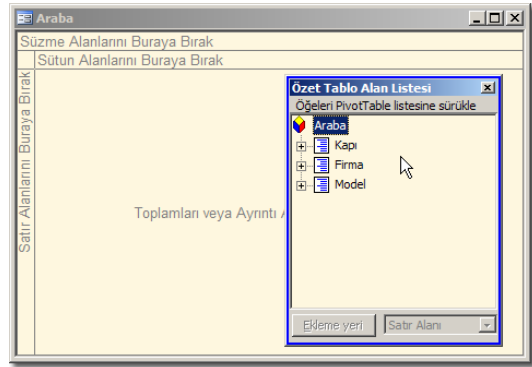 Araba
Süzme Alanlarını Buraya Bırak
Sütun Alanlarını Buraya Bırak
Satır Alanlarını Buraya Bırak
Toplamları veya Ayrıntı
Özet Tablo Alan Listesi
Öğeleri PivotTable listesine sürükle
Araba
Kapı
Firma
Model
Ekleme yeri
Satır Alanı